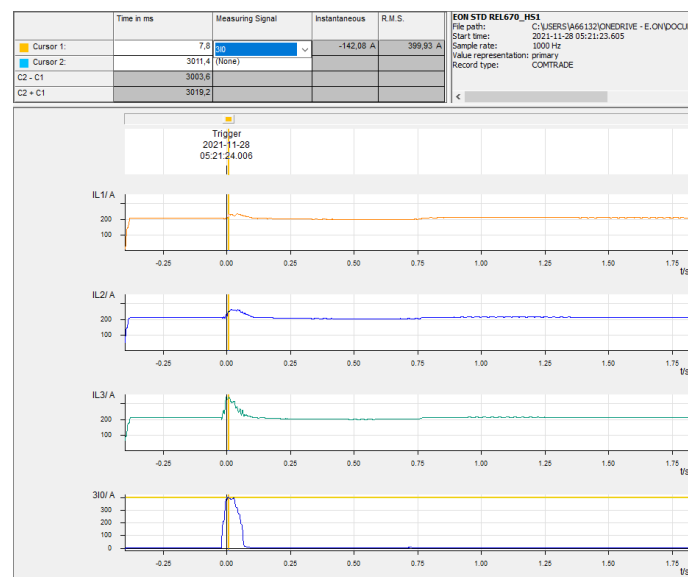 Time in ms Measuring Signal Instantaneous R.M.S.
Cursor 1: 7,8 3I0 -142,08 A 399,93 A
Cursor 2: 3011,4 (None)
C2 - C1 3003,6
C2 + C1 3019,2
EON STD REL670_HS1
File path: C:\USERS\A66132\ONEDRIVE - E.ON\DOCU
Start time: 2021-11-28 05:21:23.605
Sample rate: 1000 Hz
Value representation: primary
Record type: COMTRADE
Trigger
2021-11-28
05:21:24.006
IL1/ A
200
100
-0.25 0.00 0.25 0.50 0.75 1.00 1.25 1.50 1.75
t/s
IL2/ A
200
100
-0.25 0.00 0.25 0.50 0.75 1.00 1.25 1.50 1.75
t/s
IL3/ A
200
100
-0.25 0.00 0.25 0.50 0.75 1.00 1.25 1.50 1.75
t/s
3I0/ A
300
200
100
0
-0.25 0.00 0.25 0.50 0.75 1.00 1.25 1.50 1.75
t/s